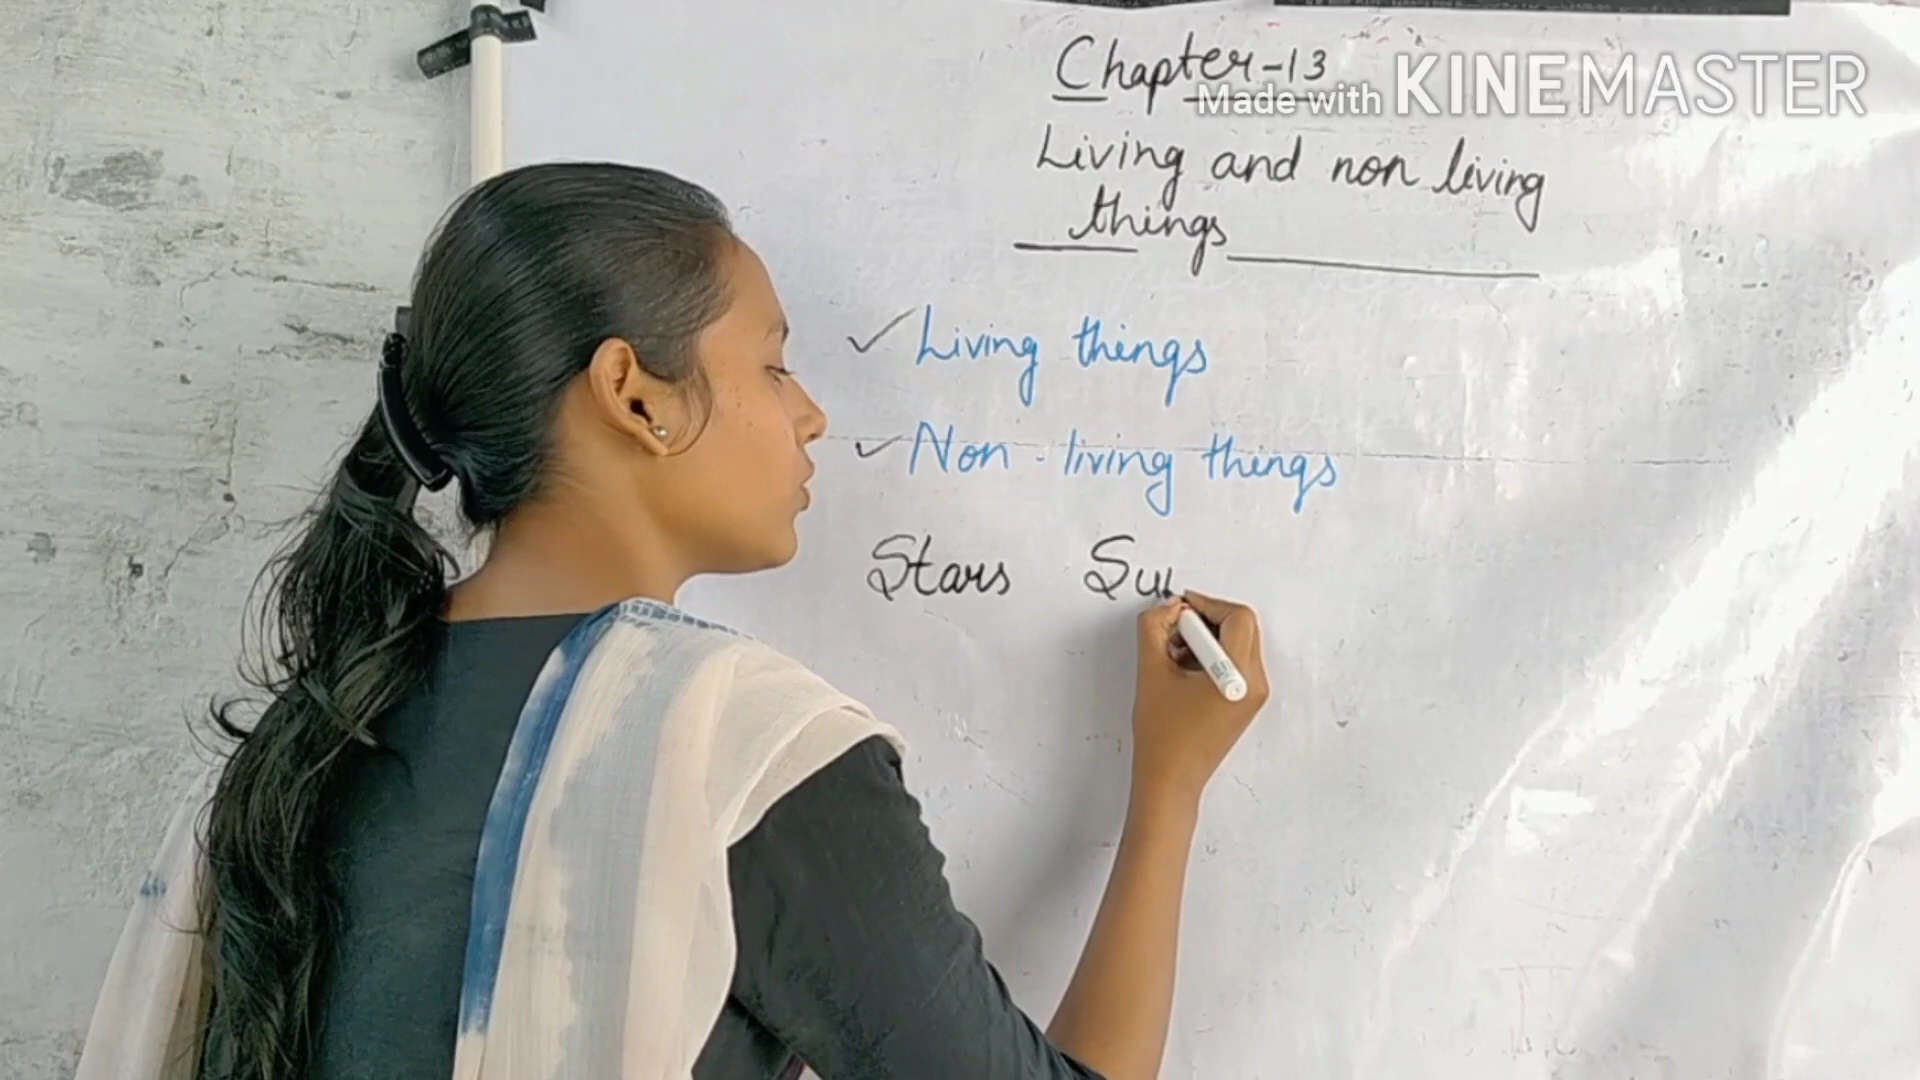 Chapter-13
Made with KINEMASTER
Living and non living
things
Living things
Non-living things
Stars